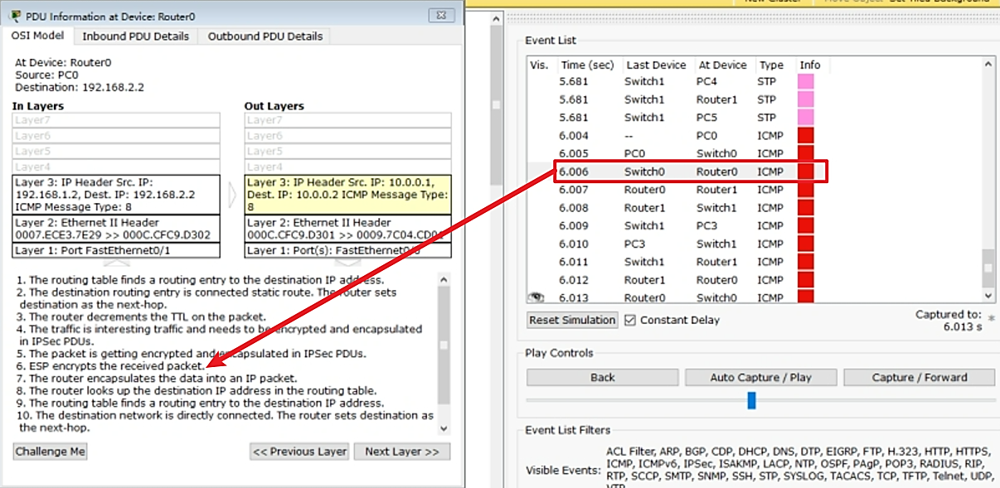 PDU Information at Device: Router0
OSI Model Inbound PDU Details Outbound PDU Details
At Device: Router0
Source: PC0
Destination: 192.168.2.2
In Layers
Layer7
Layer6
Layer5
Layer4
Layer 3: IP Header Src. IP:
192.168.1.2, Dest. IP: 192.168.2.2
ICMP Message Type: 8
Layer 2: Ethernet II Header
0007.ECE3.7E29 >> 000C.CFC9.D302
Layer 1: Port FastEthernet0/1
Out Layers
Layer7
Layer6
Layer5
Layer4
Layer 3: IP Header Src. IP: 10.0.0.1,
Dest. IP: 10.0.0.2 ICMP Message Type:
8
Layer 2: Ethernet II Header
000C.CFC9.D301 >> 0009.7C04.CD01
Layer 1: Port(s):
1. The routing table finds a routing entry to the destination IP address.
2. The destination routing entry is connected static route. The router sets
destination as the next-hop.
3. The router decrements the TTL on the packet.
4. The traffic is interesting traffic and needs to be encrypted and encapsulated
in IPSec PDUs.
5. The packet is getting encrypted and encapsulated in IPSec PDUs.
6. ESP encrypts the received packet.
7. The router encapsulates the data into an IP packet.
8. The router looks up the destination IP address in the routing table.
9. The routing table finds a routing entry to the destination IP address.
10. The destination network is directly connected. The router sets destination as
the next-hop.
Challenge Me << Previous Layer Next Layer >>
New Cluster Move Object Set Tiled Background
Event List
Vis. Time (sec) Last Device At Device Type Info
5.681 Switch1 PC4 STP
5.681 Switch1 Router1 STP
5.681 Switch1 PC5 STP
6.004 -- PC0 ICMP
6.005 PC0 Switch0 ICMP
6.006 Switch0 Router0 ICMP
6.007 Router0 Router1 ICMP
6.008 Router1 Switch1 ICMP
6.009 Switch1 PC3 ICMP
6.010 PC3 Switch1 ICMP
6.011 Switch1 Router1 ICMP
6.012 Router1 Router0 ICMP
6.013 Router0 Switch0 ICMP
Reset Simulation Constant Delay Captured to: *
6.013 s
Play Controls
Back Auto Capture / Play Capture / Forward
Event List Filters
Visible Events:
ACL Filter, ARP, BGP, CDP, DHCP, DNS, DTP, EIGRP, FTP, H.323, HTTP, HTTPS,
ICMP, ICMPv6, IPSec, ISAKMP, LACP, NTP, OSPF, PAgP, POP3, RADIUS, RIP,
RTP, SCCP, SMTP, SNMP, SSH, STP, SYSLOG, TACACS, TCP, TFTP, Telnet, UDP,
VTP